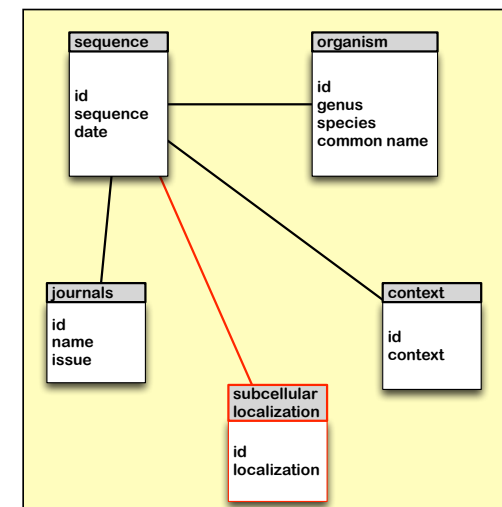 sequence
id
sequence
date
organism
id
genus
species
common name
journals
id
name
issue
context
id
context
subcellular
localization
id
localization